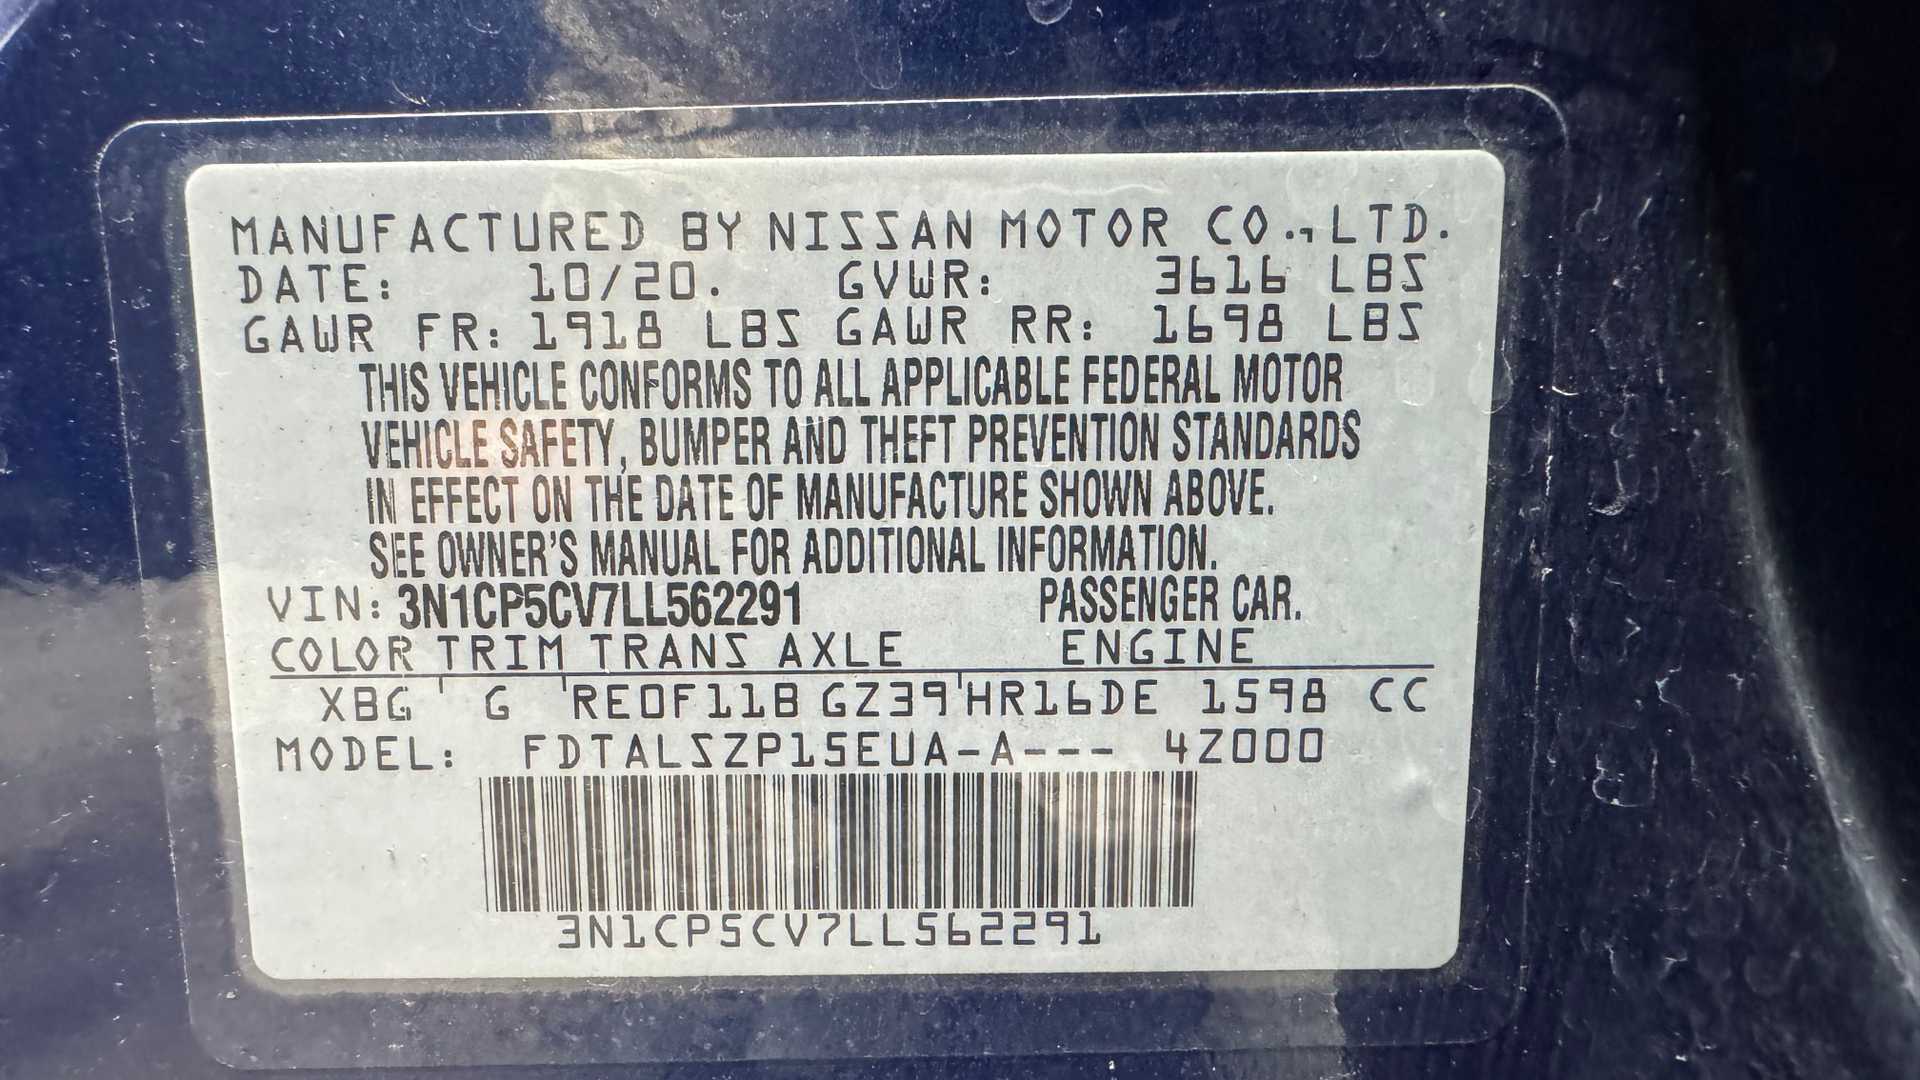 MANUFACTURED BY NISSAN MOTOR CO., LTD.
DATE: 10/20. GVWR: 3616 LBS
GAWR FR: 1918 LBS GAWR RR: 1698 LBS
THIS VEHICLE CONFORMS TO ALL APPLICABLE FEDERAL MOTOR
VEHICLE SAFETY, BUMPER AND THEFT PREVENTION STANDARDS
IN EFFECT ON THE DATE OF MANUFACTURE SHOWN ABOVE.
SEE OWNER'S MANUAL FOR ADDITIONAL INFORMATION.
VIN: 3N1CP5CV7LL562291 PASSENGER CAR.
COLOR TRIM TRANS AXLE ENGINE
XBG ' G 'RE0F11B GZ39'HR16DE 1598 CC
MODEL: FDTALSZP15EUA-A--- 4Z000
3N1CP5CV7LL562291